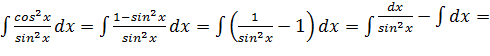 ∫ cos²x/sin²x dx = ∫ 1−sin²x/sin²x dx = ∫ (1/sin²x − 1) dx = ∫ dx/sin²x − ∫ dx =